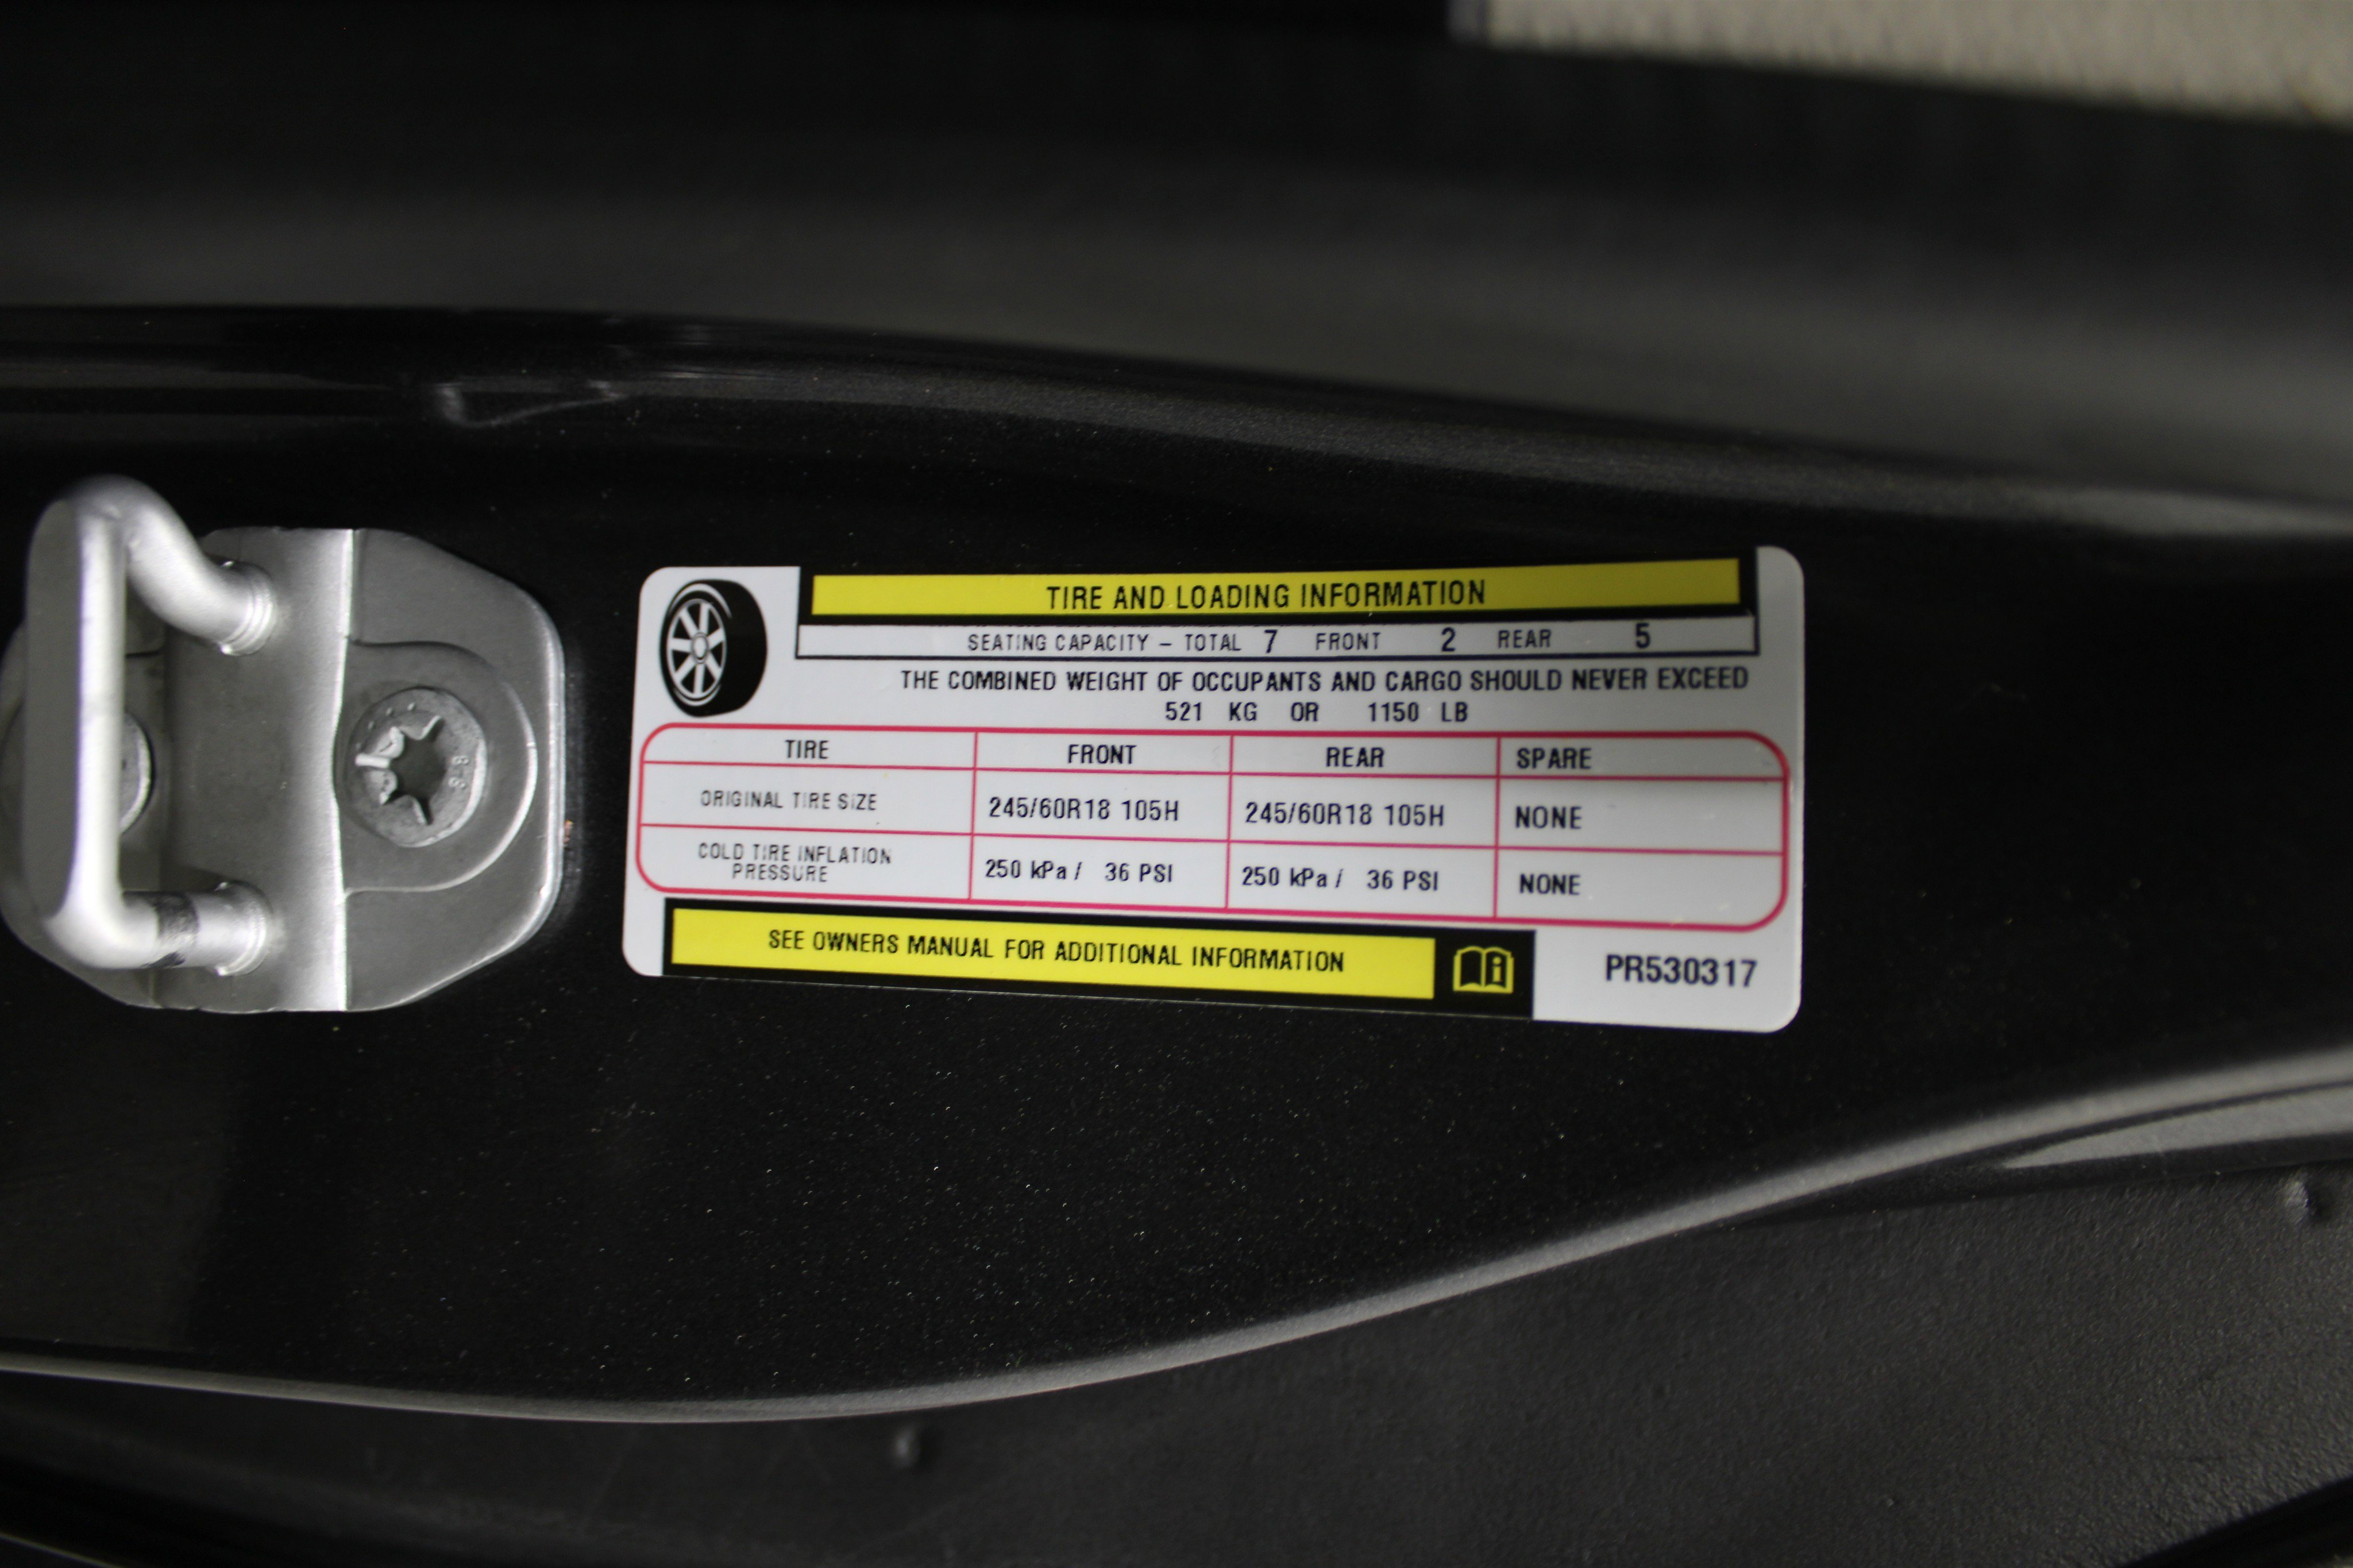 TIRE AND LOADING INFORMATION
SEATING CAPACITY – TOTAL 7 FRONT 2 REAR 5
THE COMBINED WEIGHT OF OCCUPANTS AND CARGO SHOULD NEVER EXCEED
521 KG OR 1150 LB
TIRE FRONT REAR SPARE
ORIGINAL TIRE SIZE 245/60R18 105H 245/60R18 105H NONE
COLD TIRE INFLATION
PRESSURE 250 kPa / 36 PSI 250 kPa / 36 PSI NONE
SEE OWNERS MANUAL FOR ADDITIONAL INFORMATION
PR530317